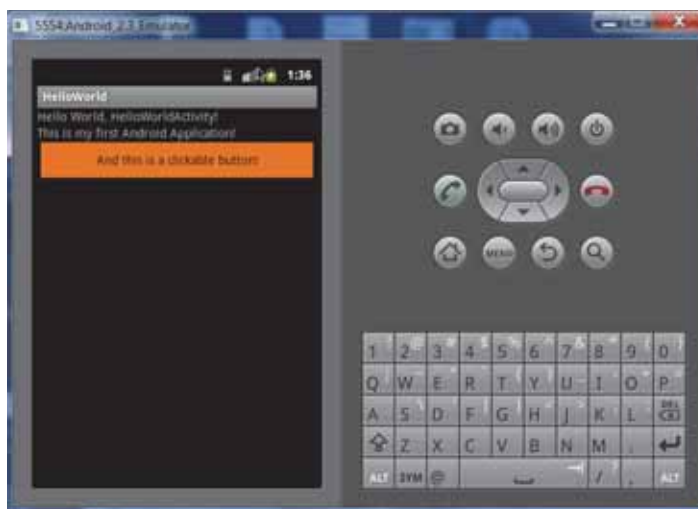 5554:Android_2.3_Emulator
1:36
HelloWorld
Hello World, HelloWorldActivity!
This is my first Android Application!
And this is a clickable button!
MENU
1 2 @ 3 # 4 $ 5 % 6 ^ 7 & 8 * 9 ( 0 )
Q W E R T Y U I O P
A S D F G H J K L DEL
Z X C V B N M .
ALT SYM @ / ? , ALT